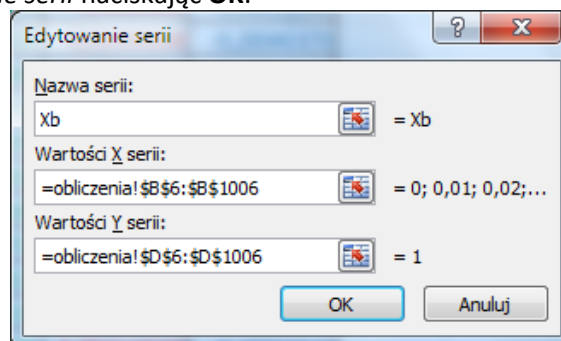 serii naciskając OK.
Edytowanie serii
Nazwa serii:
Xb = Xb
Wartości X serii:
=obliczenia!$B$6:$B$1006 = 0; 0,01; 0,02;...
Wartości Y serii:
=obliczenia!$D$6:$D$1006 = 1
OK Anuluj